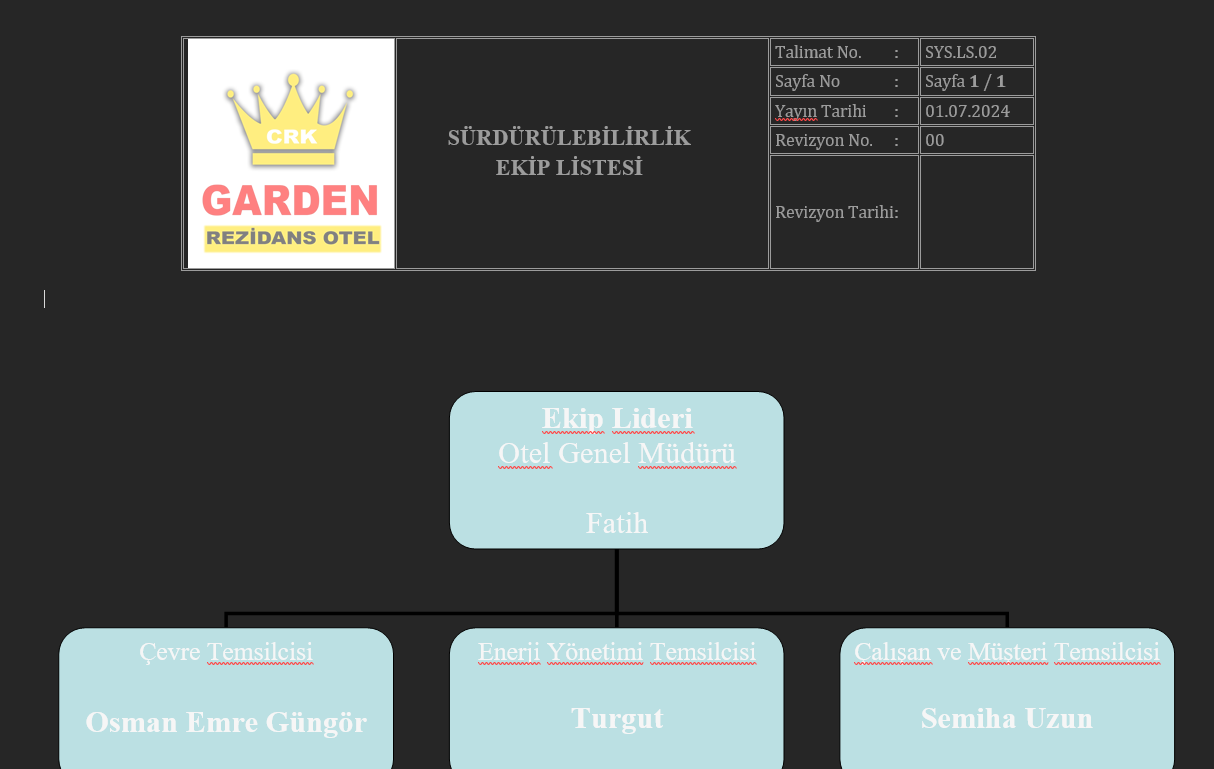 CRK
GARDEN
REZİDANS OTEL
SÜRDÜRÜLEBİLİRLİK
EKİP LİSTESİ
Talimat No. : SYS.LS.02
Sayfa No : Sayfa 1 / 1
Yayın Tarihi : 01.07.2024
Revizyon No. : 00
Revizyon Tarihi:
Ekip Lideri
Otel Genel Müdürü
Fatih
Çevre Temsilcisi
Osman Emre Güngör
Enerji Yönetimi Temsilcisi
Turgut
Çalışan ve Müşteri Temsilcisi
Semiha Uzun